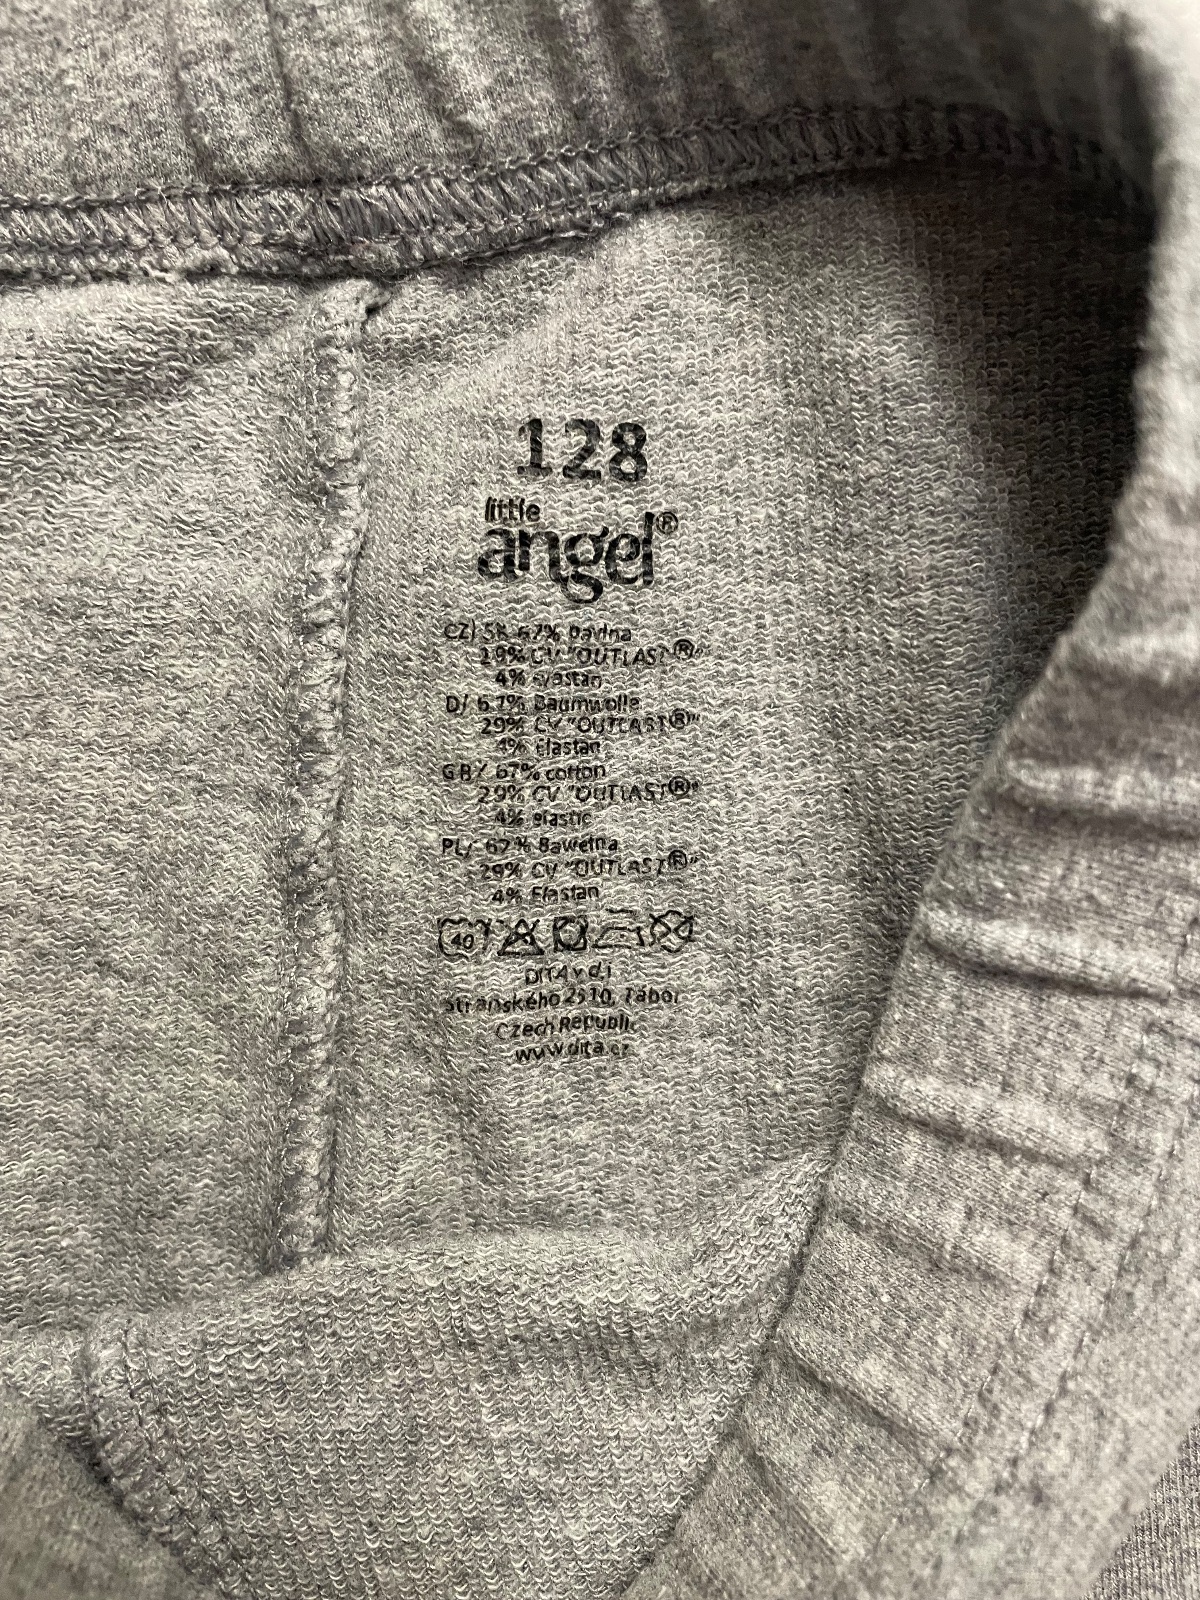 128
little
angel®
CZ/ SK 67% bavlna
29% CV "OUTLAST®"
4% elastan
D/ 67% Baumwolle
29% CV "OUTLAST®"
4% Elastan
GB/ 67% cotton
29% CV "OUTLAST®"
4% elastic
PL/ 67% Bawełna
29% CV "OUTLAST®"
4% Elastan
40
DITA v.d.i
Stránského 2510, Tábor
Czech Republic
www.dita.cz